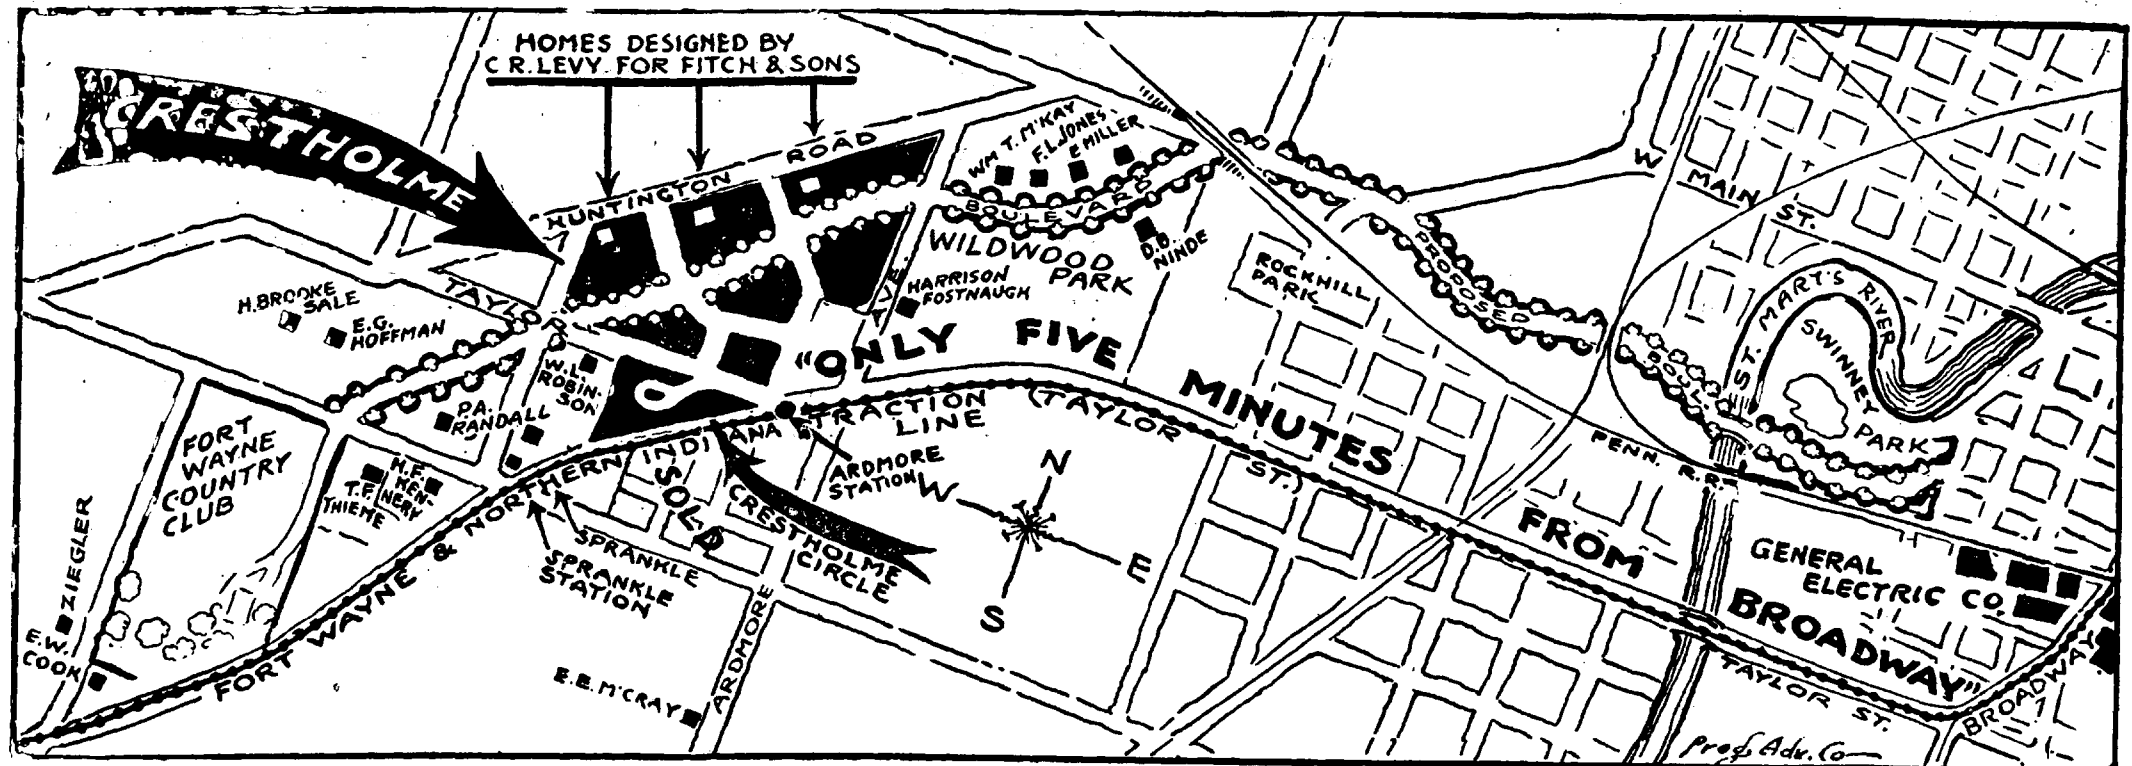 HOMES DESIGNED BY
C R. LEVY FOR FITCH & SONS
CRESTHOLME
HUNTINGTON ROAD
WM T. M'KAY
F.L. JONES
E MILLER
BOULEVARD
WILDWOOD
PARK
D.D.
NINDE
HARRISON
FOSTNAUGH
AVE.
ROCKHILL
PARK
PROPOSED
BOUL.
W MAIN ST.
ST. MART'S RIVER
SWINNEY
PARK
H. BROOKE
SALE
E.G.
HOFFMAN
TAYLOR
W.L.
ROBIN-
SON
P.A.
RANDALL
"ONLY FIVE MINUTES FROM BROADWAY"
FORT
WAYNE
COUNTRY
CLUB
H.F.
HEN-
NERY
T.F.
THIEME
FORT WAYNE & NORTHERN INDIANA TRACTION
LINE
(TAYLOR ST.)
ARDMORE
STATION
SOLD
CRESTHOLME
CIRCLE
SPRANKLE
SPRANKLE
STATION
ZIEGLER
E.W.
COOK
E.E. M'CRAY
ARDMORE
N
W
E
S
PENN. R.R.
GENERAL
ELECTRIC CO.
TAYLOR ST.
BROADWAY
Prog Adv. Co